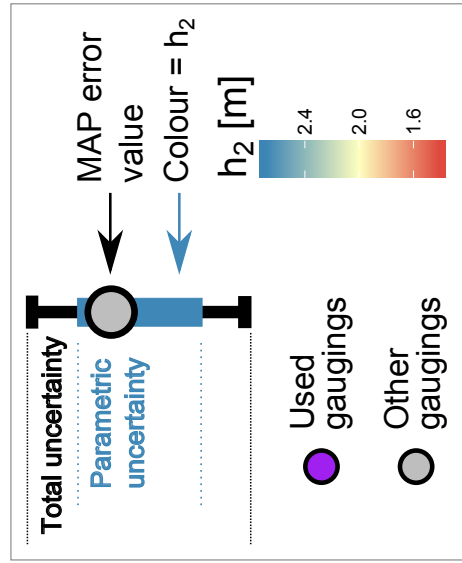 Total uncertainty
Parametric
uncertainty
MAP error
value
Colour = h₂
h₂ [m]
2.4
2.0
1.6
Used
gaugings
Other
gaugings